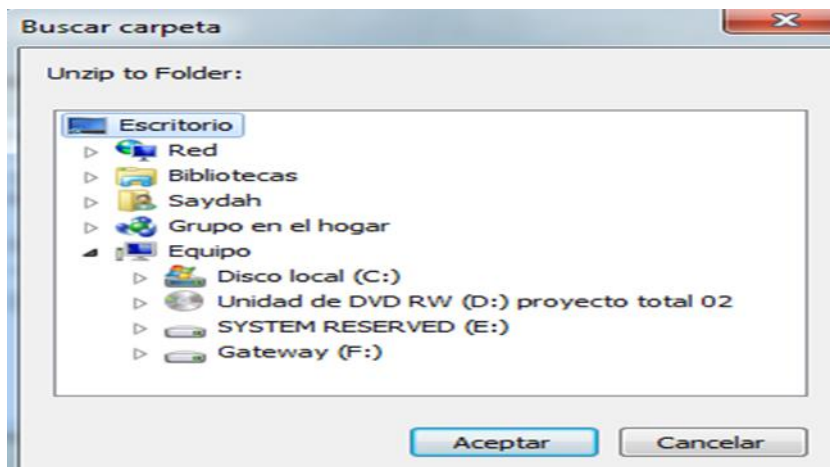 Buscar carpeta
Unzip to Folder:
Escritorio
Red
Bibliotecas
Saydah
Grupo en el hogar
Equipo
Disco local (C:)
Unidad de DVD RW (D:) proyecto total 02
SYSTEM RESERVED (E:)
Gateway (F:)
Aceptar Cancelar